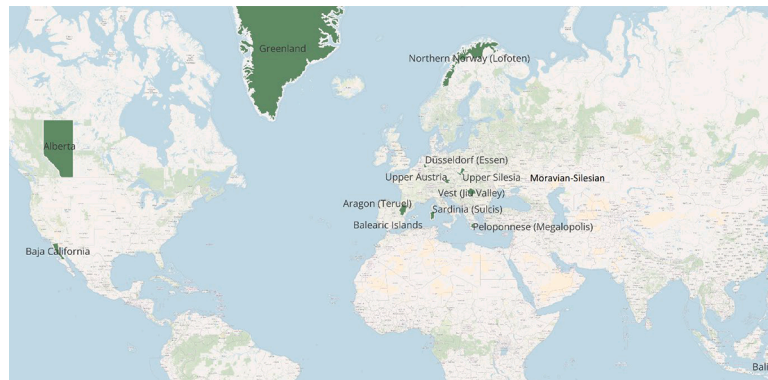 Greenland
Northern Norway (Lofoten)
Alberta
Düsseldorf (Essen)
Upper Austria
Upper Silesia
Moravian-Silesian
Vest (Jiu Valley)
Aragon (Teruel)
Sardinia (Sulcis)
Balearic Islands
Peloponnese (Megalopolis)
Baja California
Bali